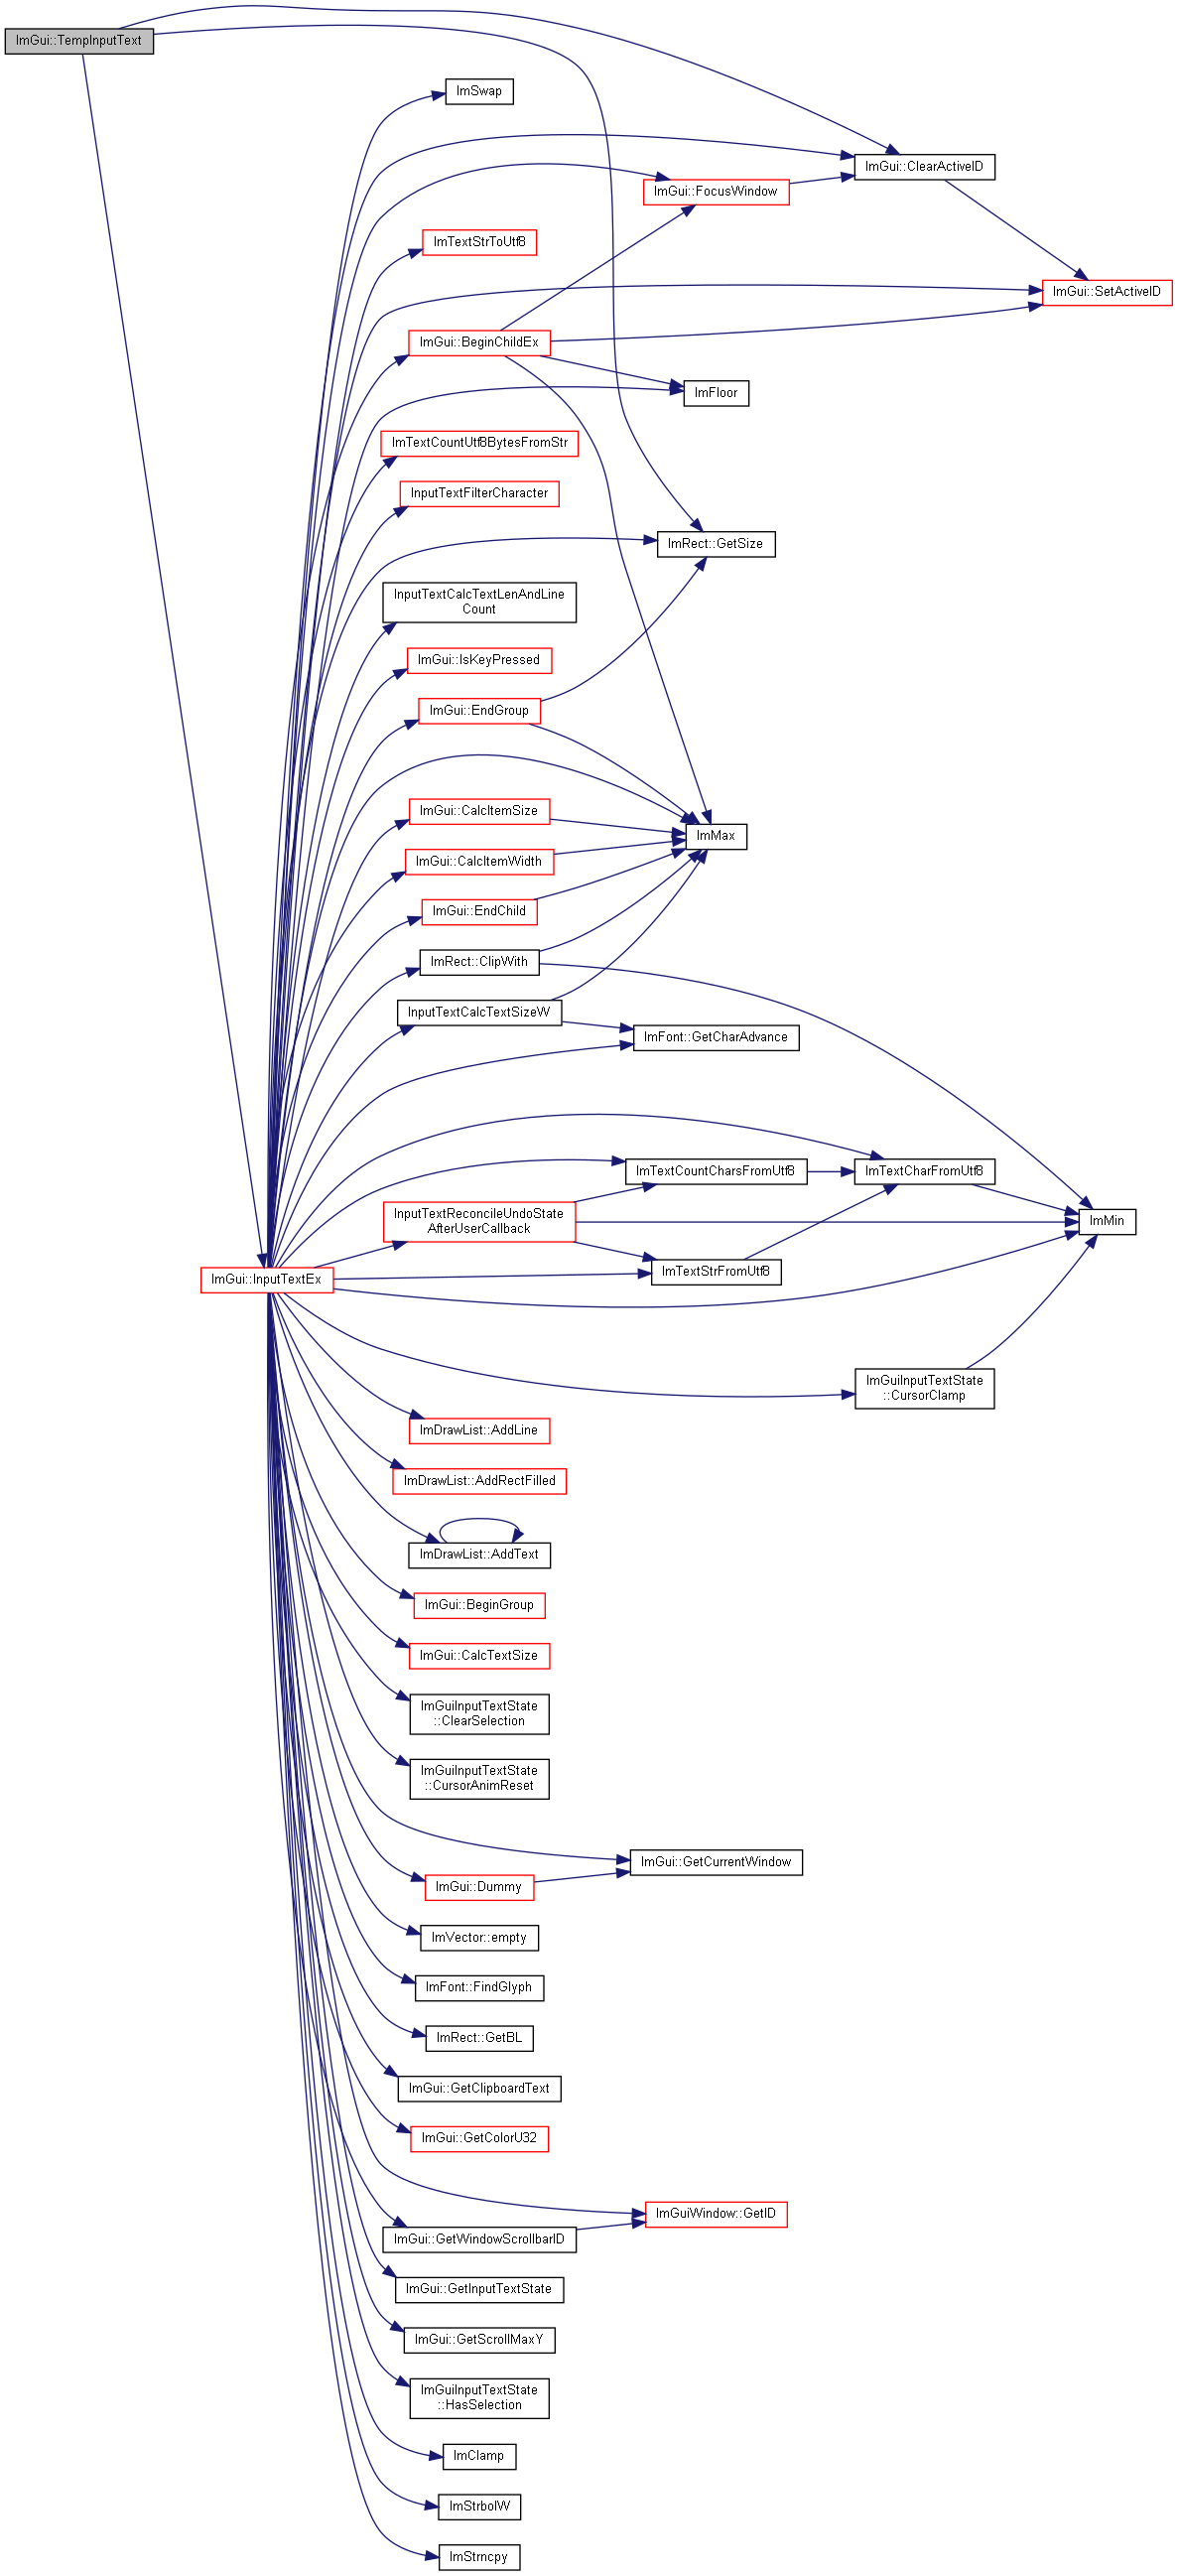 ImGui::TempInputText
ImSwap
ImGui::ClearActiveID
ImGui::FocusWindow
ImTextStrToUtf8
ImGui::SetActiveID
ImGui::BeginChildEx
ImFloor
ImTextCountUtf8BytesFromStr
InputTextFilterCharacter
ImRect::GetSize
InputTextCalcTextLenAndLine
Count
ImGui::IsKeyPressed
ImGui::EndGroup
ImGui::CalcItemSize
ImMax
ImGui::CalcItemWidth
ImGui::EndChild
ImRect::ClipWith
InputTextCalcTextSizeW
ImFont::GetCharAdvance
ImTextCountCharsFromUtf8
ImTextCharFromUtf8
InputTextReconcileUndoState
AfterUserCallback
ImMin
ImTextStrFromUtf8
ImGui::InputTextEx
ImGuiInputTextState
::CursorClamp
ImDrawList::AddLine
ImDrawList::AddRectFilled
ImDrawList::AddText
ImGui::BeginGroup
ImGui::CalcTextSize
ImGuiInputTextState
::ClearSelection
ImGuiInputTextState
::CursorAnimReset
ImGui::GetCurrentWindow
ImGui::Dummy
ImVector::empty
ImFont::FindGlyph
ImRect::GetBL
ImGui::GetClipboardText
ImGui::GetColorU32
ImGuiWindow::GetID
ImGui::GetWindowScrollbarID
ImGui::GetInputTextState
ImGui::GetScrollMaxY
ImGuiInputTextState
::HasSelection
ImClamp
ImStrbolW
ImStrncpy